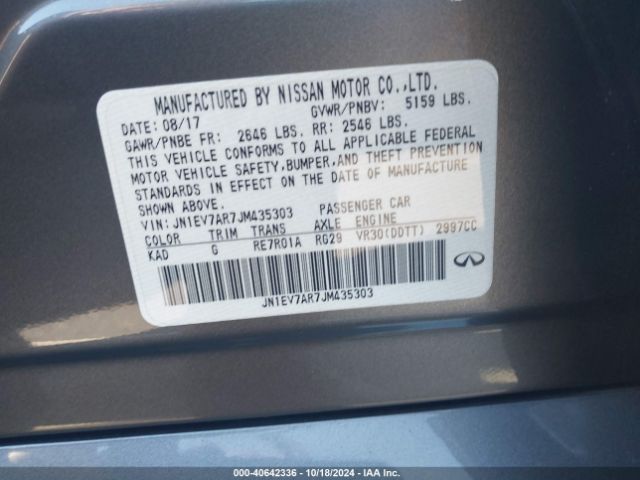 MANUFACTURED BY NISSAN MOTOR CO.,LTD.
DATE: 08/17 GVWR/PNBV: 5159 LBS.
GAWR/PNBE FR: 2646 LBS. RR: 2546 LBS.
THIS VEHICLE CONFORMS TO ALL APPLICABLE FEDERAL
MOTOR VEHICLE SAFETY,BUMPER,AND THEFT PREVENTION
STANDARDS IN EFFECT ON THE DATE OF MANUFACTURE
SHOWN ABOVE.
VIN: JN1EV7AR7JM435303 PASSENGER CAR
COLOR TRIM TRANS AXLE ENGINE
KAD G RE7R01A RG29 VR30(DDTT) 2997CC
JN1EV7AR7JM435303
000-40642336 - 10/18/2024 - IAA Inc.